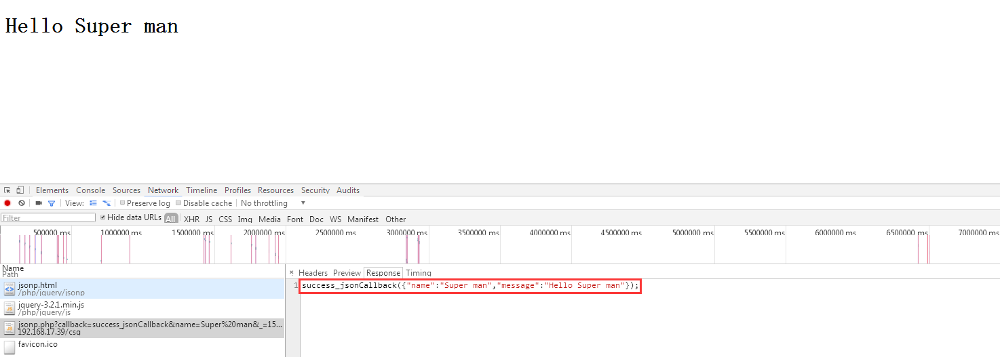 Hello Super man
Elements Console Sources Network Timeline Profiles Resources Security Audits
View: Preserve log Disable cache No throttling
Filter Hide data URLs All XHR JS CSS Img Media Font Doc WS Manifest Other
500000 ms 1000000 ms 1500000 ms 2000000 ms 2500000 ms 3000000 ms 3500000 ms 4000000 ms 4500000 ms 5000000 ms 5500000 ms 6000000 ms 6500000 ms 7000000 ms
Name
Path
× Headers Preview Response Timing
1 success_jsonCallback({"name":"Super man","message":"Hello Super man"});
jsonp.html
/php/jquery/jsonp
jquery-3.2.1.min.js
/php/jquery/js
jsonp.php?callback=success_jsonCallback&name=Super%20man&_=15...
192.168.17.39/csq
favicon.ico